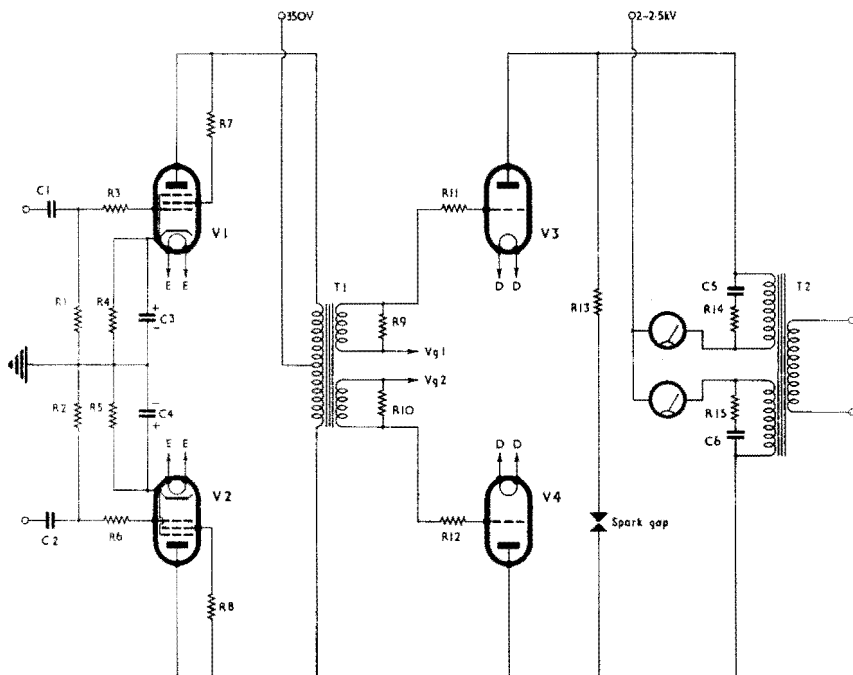 350V
2-2·5kV
R7
C1
R3
R11
V1
V3
E E
D D
T1
C5
T2
R1
R4
C3
+
−
R9
R13
R14
Vg1
Vg2
R2
R5
−
C4
+
R10
R15
C6
E E
D D
V2
V4
C2
R6
R12
Spark gap
R8